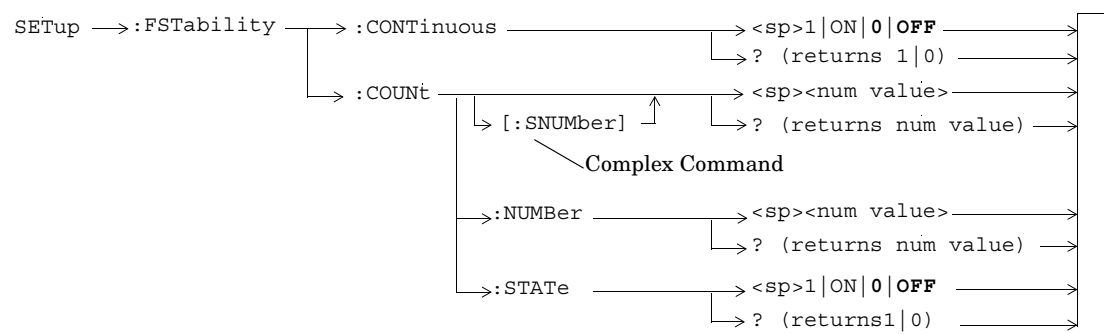 SETup :FSTability :CONTinuous <sp>1|ON|0|OFF
? (returns 1|0)
:COUNt <sp><num value>
[:SNUMber] ? (returns num value)
Complex Command
:NUMBer <sp><num value>
? (returns num value)
:STATe <sp>1|ON|0|OFF
? (returns1|0)